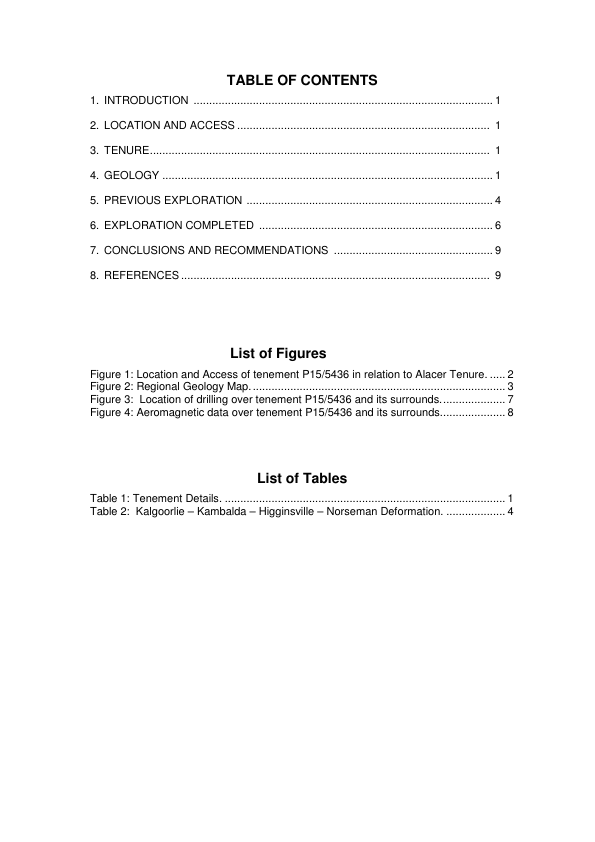 TABLE OF CONTENTS
1. INTRODUCTION ................................................................................................ 1
2. LOCATION AND ACCESS ................................................................................. 1
3. TENURE............................................................................................................. 1
4. GEOLOGY .......................................................................................................... 1
5. PREVIOUS EXPLORATION ............................................................................... 4
6. EXPLORATION COMPLETED ........................................................................... 6
7. CONCLUSIONS AND RECOMMENDATIONS ................................................... 9
8. REFERENCES .................................................................................................... 9
List of Figures
Figure 1: Location and Access of tenement P15/5436 in relation to Alacer Tenure. ..... 2
Figure 2: Regional Geology Map. ................................................................................. 3
Figure 3:  Location of drilling over tenement P15/5436 and its surrounds..................... 7
Figure 4: Aeromagnetic data over tenement P15/5436 and its surrounds..................... 8
List of Tables
Table 1: Tenement Details. .......................................................................................... 1
Table 2:  Kalgoorlie – Kambalda – Higginsville – Norseman Deformation. ................... 4